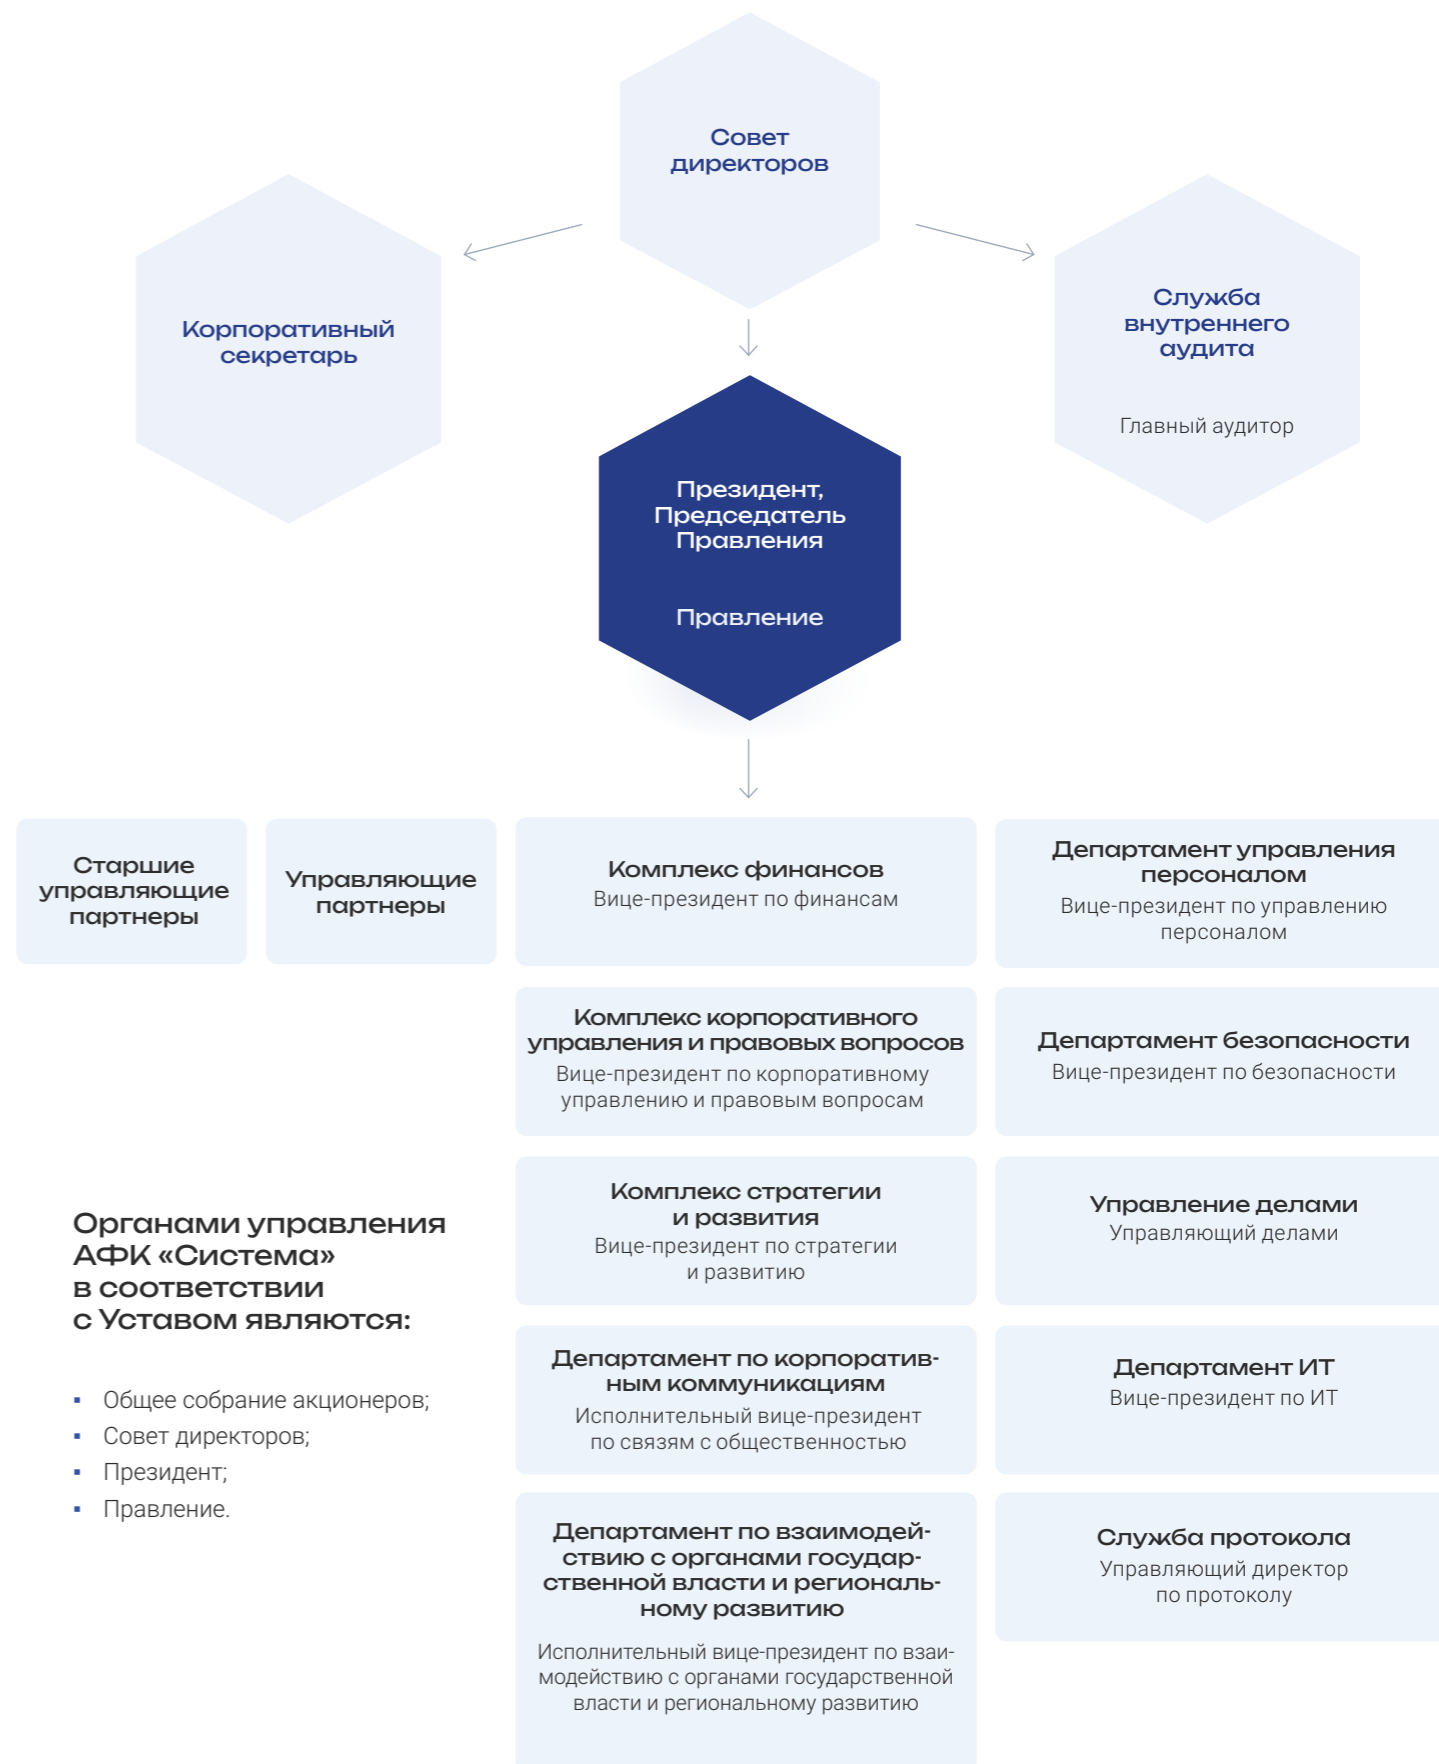 Совет
директоров
Корпоративный
секретарь
Служба
внутреннего
аудита
Главный аудитор
Президент,
Председатель
Правления
Правление
Старшие
управляющие
партнеры
Управляющие
партнеры
Комплекс финансов
Вице-президент по финансам
Департамент управления
персоналом
Вице-президент по управлению
персоналом
Комплекс корпоративного
управления и правовых вопросов
Вице-президент по корпоративному
управлению и правовым вопросам
Департамент безопасности
Вице-президент по безопасности
Комплекс стратегии
и развития
Вице-президент по стратегии
и развитию
Управление делами
Управляющий делами
Департамент по корпоратив-
ным коммуникациям
Исполнительный вице-президент
по связям с общественностью
Департамент ИТ
Вице-президент по ИТ
Департамент по взаимодей-
ствию с органами государ-
ственной власти и региональ-
ному развитию
Исполнительный вице-президент по взаи-
модействию с органами государственной
власти и региональному развитию
Служба протокола
Управляющий директор
по протоколу
Органами управления
АФК «Система»
в соответствии
с Уставом являются:
▪ Общее собрание акционеров;
▪ Совет директоров;
▪ Президент;
▪ Правление.